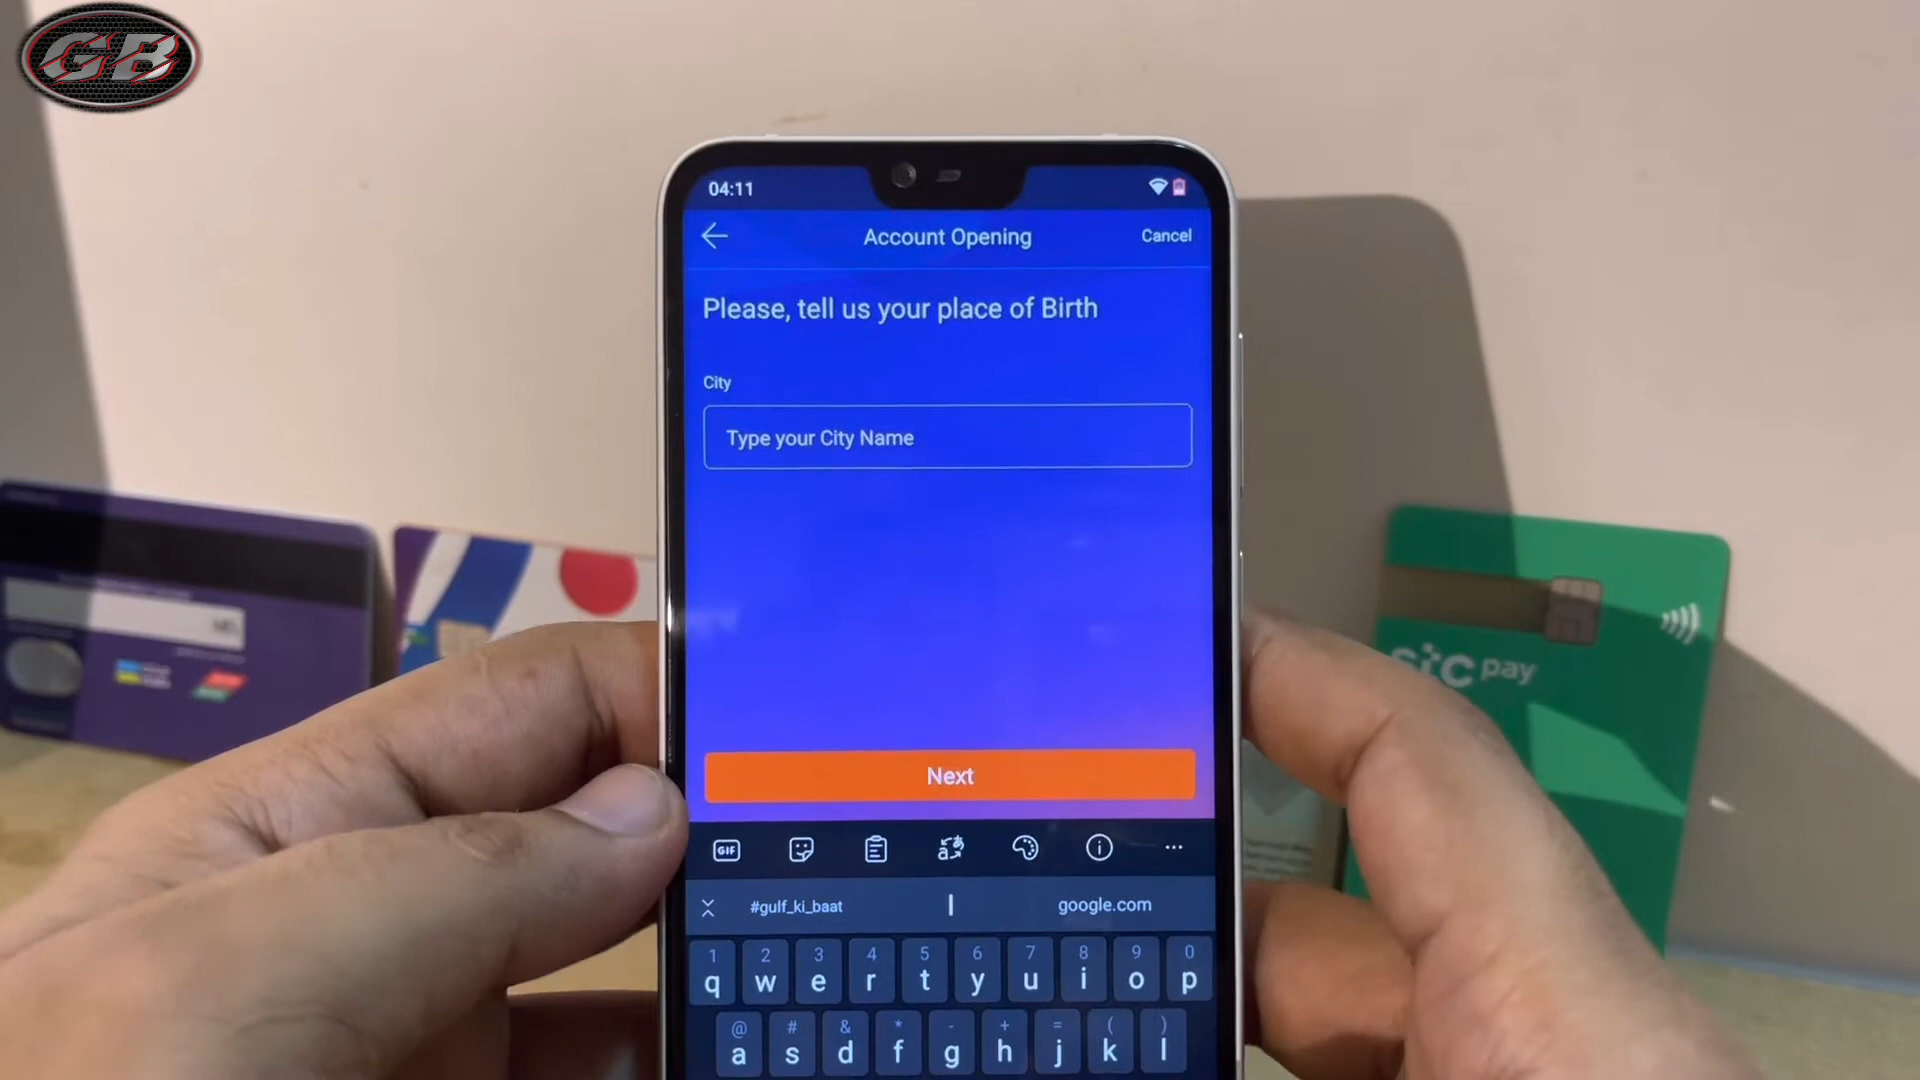 GB
04:11
Account Opening
Cancel
Please, tell us your place of Birth
City
Type your City Name
Next
GIF
#gulf_ki_baat
google.com
1 2 3 4 5 6 7 8 9 0
q w e r t y u i o p
@ # & * - + = ( )
a s d f g h j k l
stc pay